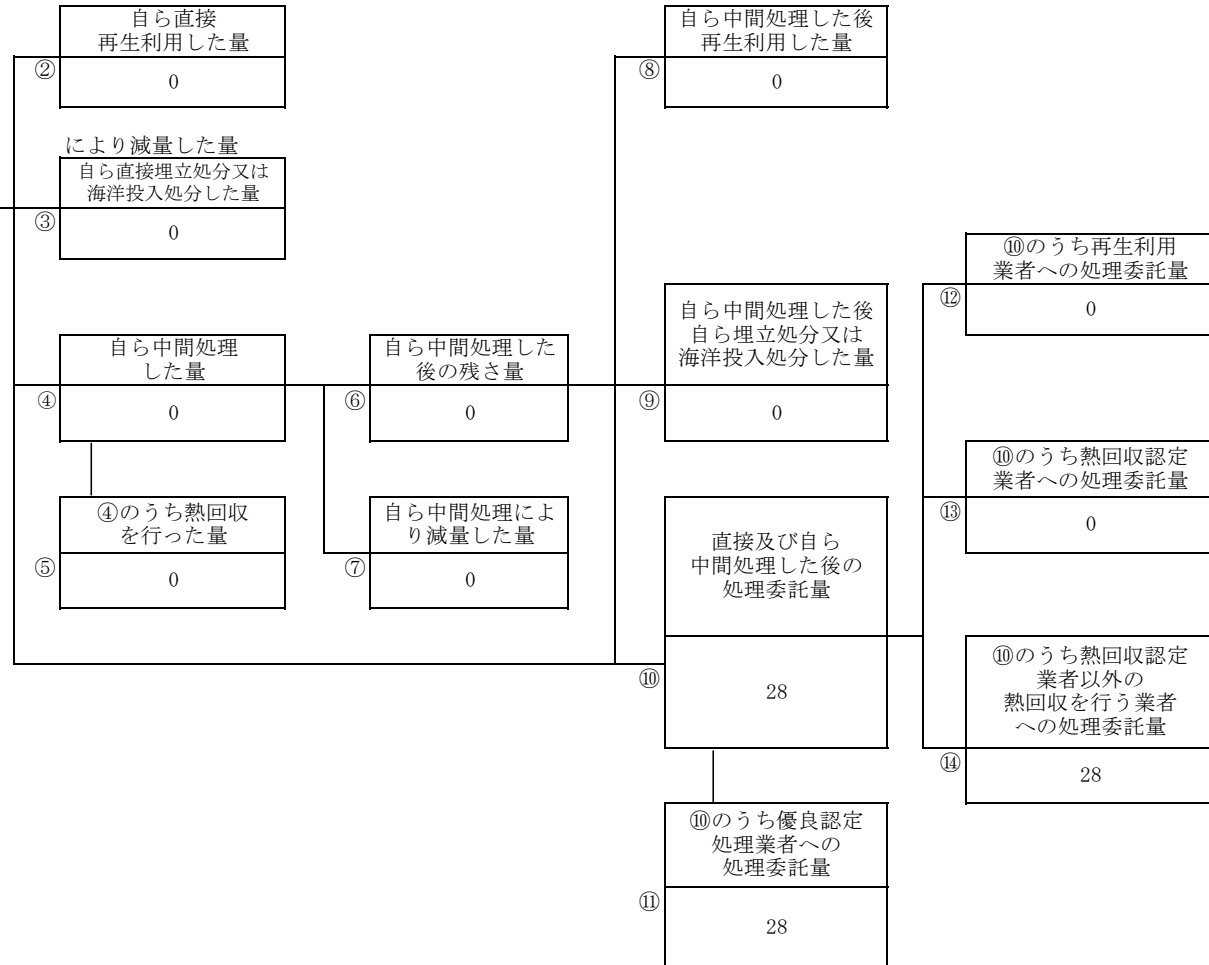 自ら直接
再生利用した量
②
0
により減量した量
自ら直接埋立処分又は
海洋投入処分した量
③
0
自ら中間処理
した量
④
0
④のうち熱回収
を行った量
⑤
0
自ら中間処理した
後の残さ量
⑥
0
自ら中間処理によ
り減量した量
⑦
0
自ら中間処理した後
再生利用した量
⑧
0
自ら中間処理した後
自ら埋立処分又は
海洋投入処分した量
⑨
0
直接及び自ら
中間処理した後の
処理委託量
⑩
28
⑩のうち優良認定
処理業者への
処理委託量
⑪
28
⑩のうち再生利用
業者への処理委託量
⑫
0
⑩のうち熱回収認定
業者への処理委託量
⑬
0
⑩のうち熱回収認定
業者以外の
熱回収を行う業者
への処理委託量
⑭
28